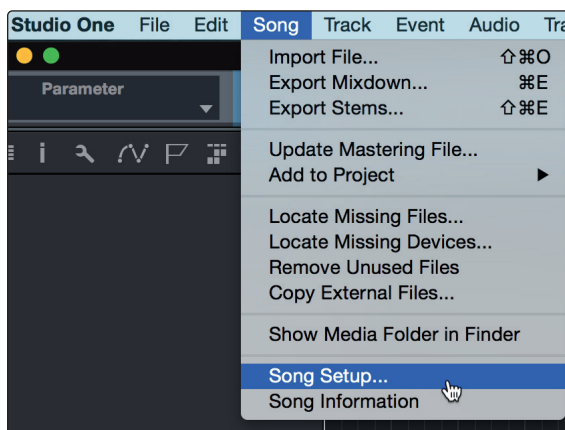 Studio One File Edit Song Track Event Audio
Parameter
Import File... ⇧⌘O
Export Mixdown... ⌘E
Export Stems... ⇧⌘E
Update Mastering File...
Add to Project
Locate Missing Files...
Locate Missing Devices...
Remove Unused Files
Copy External Files...
Show Media Folder in Finder
Song Setup...
Song Information